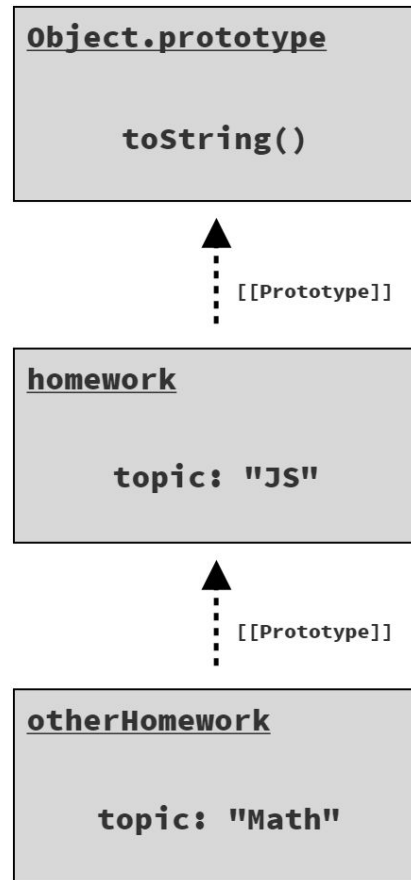 Object.prototype
toString()
[[Prototype]]
homework
topic: "JS"
[[Prototype]]
otherHomework
topic: "Math"